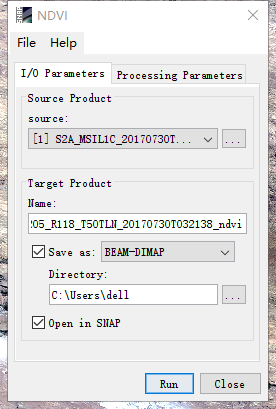 NDVI
File Help
I/O Parameters Processing Parameters
Source Product
source:
[1] S2A_MSIL1C_20170730T... ...
Target Product
Name:
05_R118_T50TLN_20170730T032138_ndvi
Save as: BEAM-DIMAP
Directory:
C:\Users\dell ...
Open in SNAP
Run Close